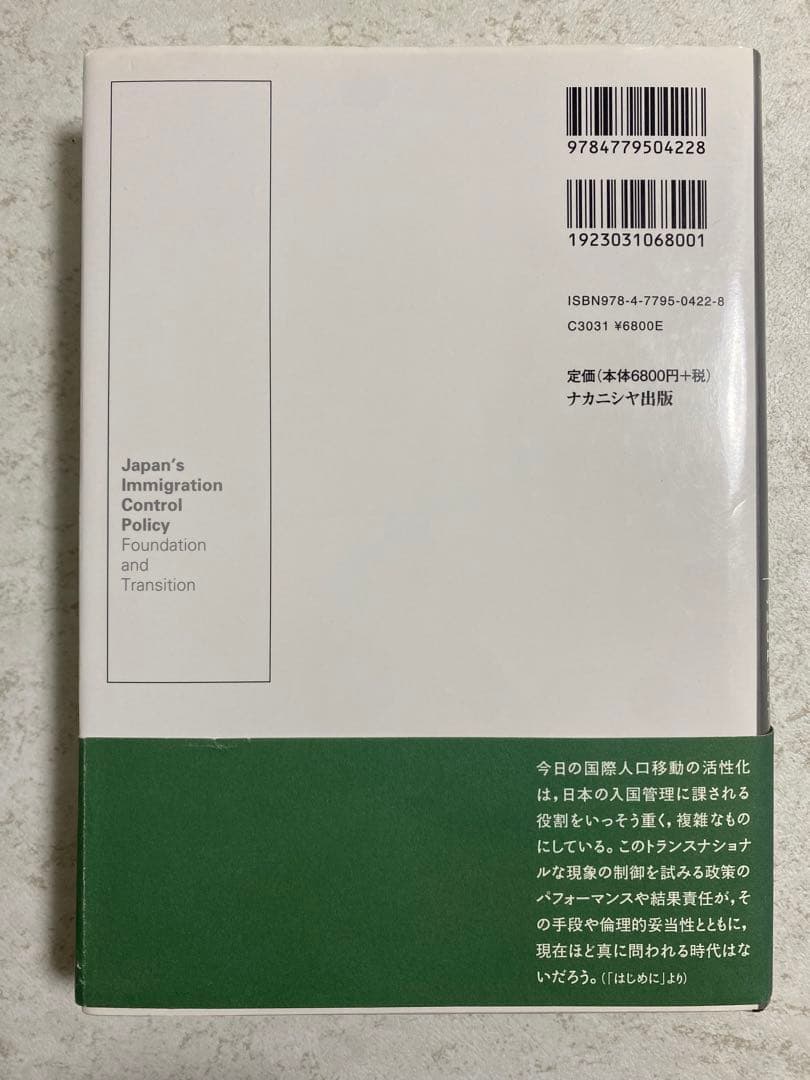 9784779504228
1923031068001
ISBN978-4-7795-0422-8
C3031 ¥6800E
定価(本体6800円+税)
ナカニシヤ出版
Japan's
Immigration
Control
Policy
Foundation
and
Transition
今日の国際人口移動の活性化
は,日本の入国管理に課される
役割をいっそう重く,複雑なもの
にしている。このトランスナショナ
ルな現象の制御を試みる政策の
パフォーマンスや結果責任が,そ
の手段や倫理的妥当性とともに,
現在ほど真に問われる時代はな
いだろう。(「はじめに」より)